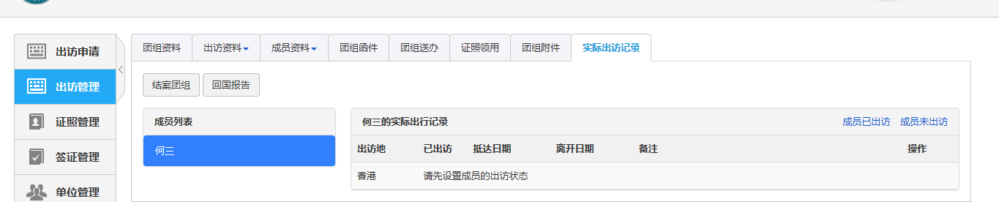 出访申请
出访管理
证照管理
签证管理
单位管理
团组资料 出访资料 成员资料 团组函件 团组送办 证照领用 团组附件 实际出访记录
结案团组 回国报告
成员列表
何三
何三的实际出行记录 成员已出访 成员未出访
出访地 已出访 抵达日期 离开日期 备注 操作
香港 请先设置成员的出访状态